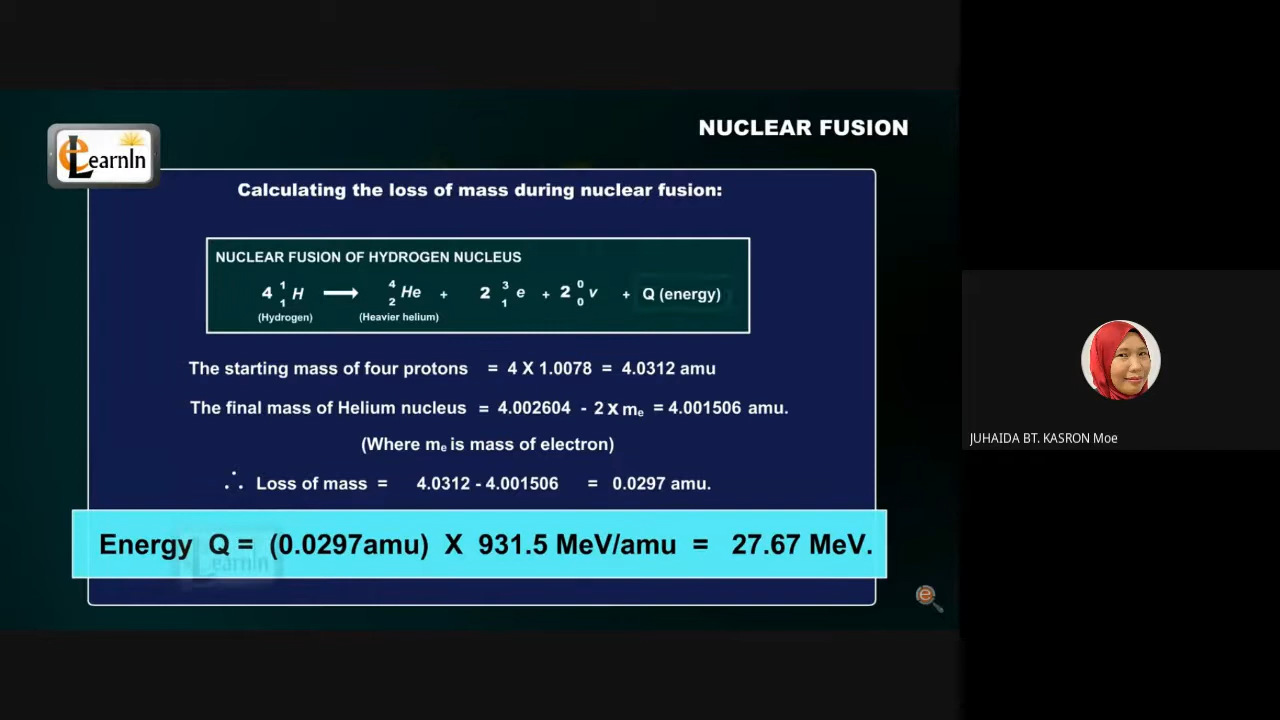 eLearnIn
NUCLEAR FUSION
Calculating the loss of mass during nuclear fusion:
NUCLEAR FUSION OF HYDROGEN NUCLEUS
4 ¹₁H ⟶ ⁴₂He + 2 ³₁e + 2 ⁰₀v + Q (energy)
(Hydrogen) (Heavier helium)
The starting mass of four protons = 4 X 1.0078 = 4.0312 amu
The final mass of Helium nucleus = 4.002604 - 2 x mₑ = 4.001506 amu.
(Where mₑ is mass of electron)
∴ Loss of mass = 4.0312 - 4.001506 = 0.0297 amu.
Energy Q = (0.0297amu) X 931.5 MeV/amu = 27.67 MeV.
earnIn
e
JUHAIDA BT. KASRON Moe